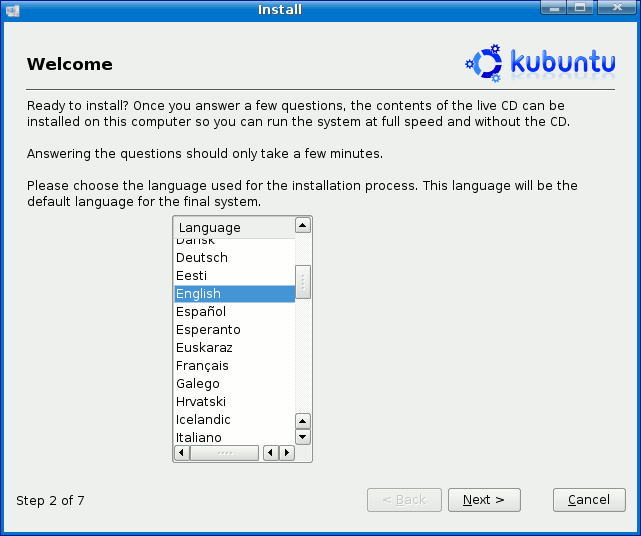 Install
Welcome
kubuntu
Ready to install? Once you answer a few questions, the contents of the live CD can be
installed on this computer so you can run the system at full speed and without the CD.
Answering the questions should only take a few minutes.
Please choose the language used for the installation process. This language will be the
default language for the final system.
Language
Dansk
Deutsch
Eesti
English
Español
Esperanto
Euskaraz
Français
Galego
Hrvatski
Icelandic
Italiano
Step 2 of 7
< Back
Next >
Cancel